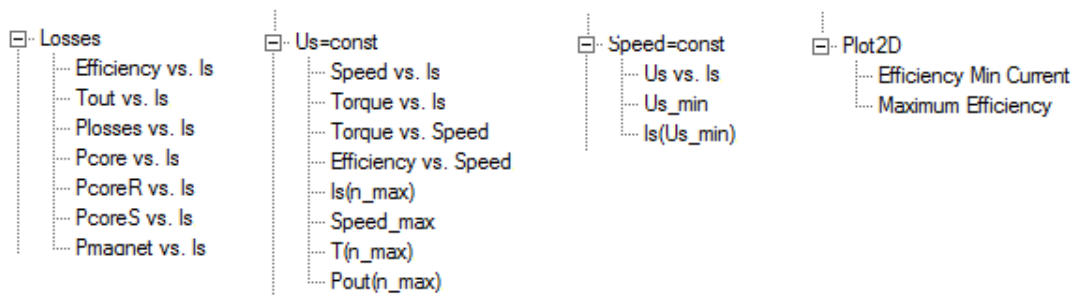 Losses
Efficiency vs. Is
Tout vs. Is
Plosses vs. Is
Pcore vs. Is
PcoreR vs. Is
PcoreS vs. Is
Pmagnet vs. Is
Us=const
Speed vs. Is
Torque vs. Is
Torque vs. Speed
Efficiency vs. Speed
Is(n_max)
Speed_max
T(n_max)
Pout(n_max)
Speed=const
Us vs. Is
Us_min
Is(Us_min)
Plot2D
Efficiency Min Current
Maximum Efficiency